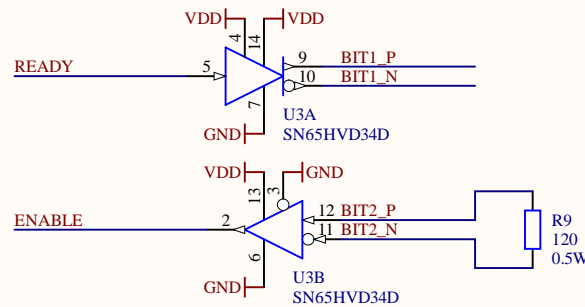 VDD
VDD
4
14
READY
5
9
BIT1_P
10
BIT1_N
7
U3A
GND
SN65HVD34D
VDD
GND
13
3
ENABLE
2
12
BIT2_P
11
BIT2_N
R9
120
0.5W
6
GND
U3B
SN65HVD34D